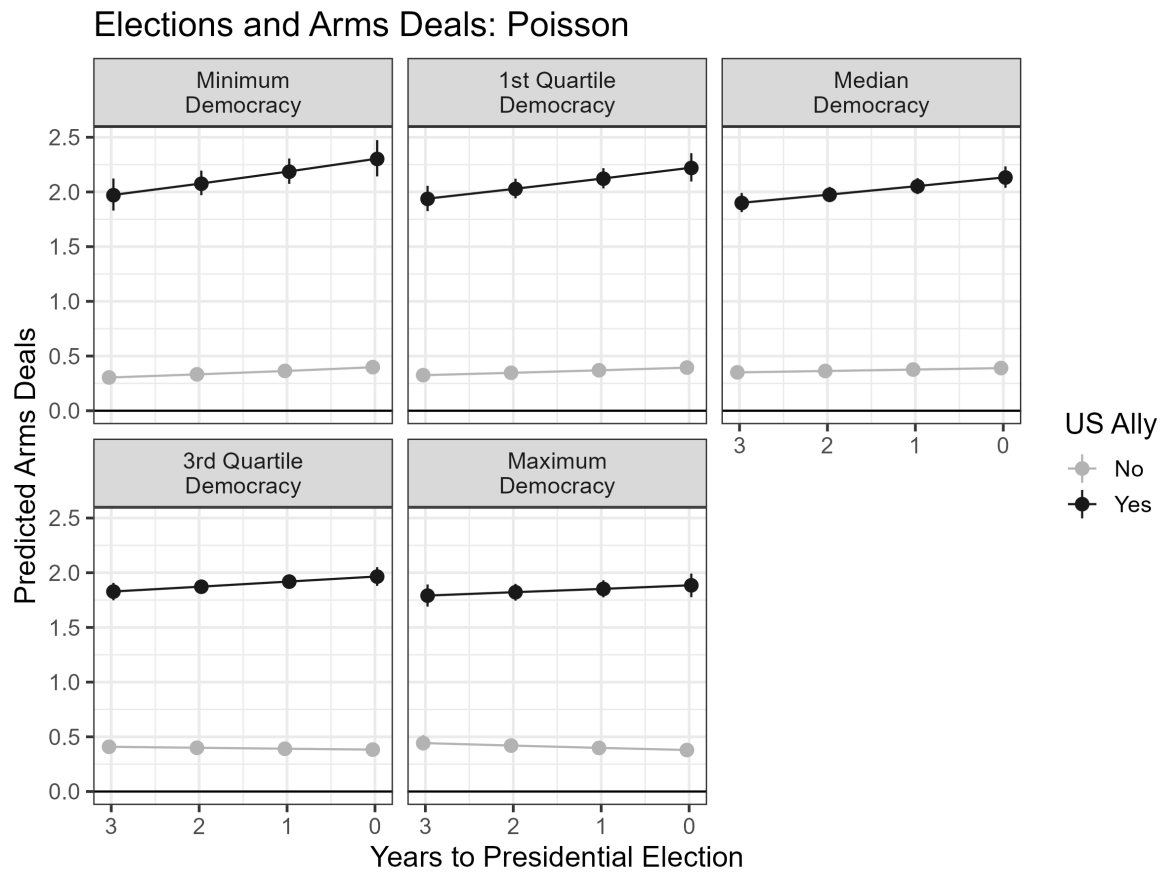 Elections and Arms Deals: Poisson
Minimum
Democracy
1st Quartile
Democracy
Median
Democracy
2.5
2.0
1.5
1.0
0.5
0.0
3 2 1 0
3rd Quartile
Democracy
Maximum
Democracy
2.5
2.0
1.5
1.0
0.5
0.0
3 2 1 0
3 2 1 0
Predicted Arms Deals
Years to Presidential Election
US Ally
No
Yes